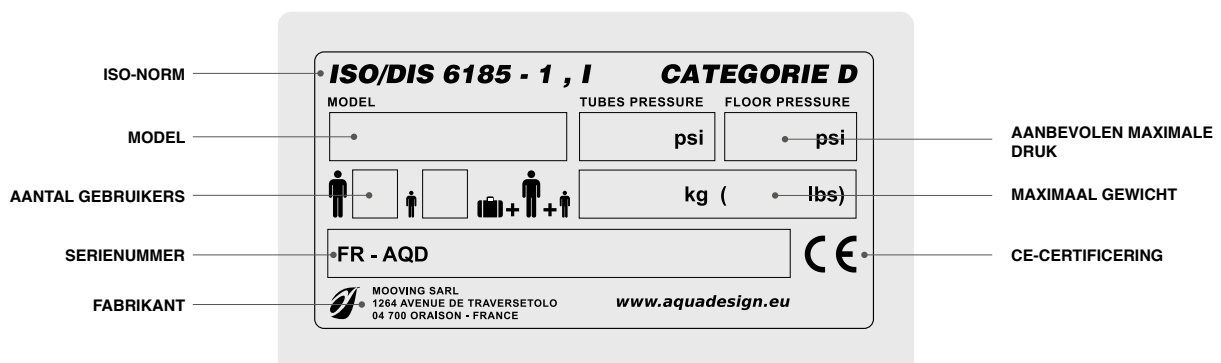 ISO-NORM
ISO/DIS 6185 - 1 , I CATEGORIE D
MODEL TUBES PRESSURE FLOOR PRESSURE
MODEL
psi psi
AANBEVOLEN MAXIMALE
DRUK
AANTAL GEBRUIKERS
+ +
kg ( lbs)
MAXIMAAL GEWICHT
SERIENUMMER
FR - AQD
CE
CE-CERTIFICERING
FABRIKANT
MOOVING SARL
1264 AVENUE DE TRAVERSETOLO
04 700 ORAISON - FRANCE
www.aquadesign.eu